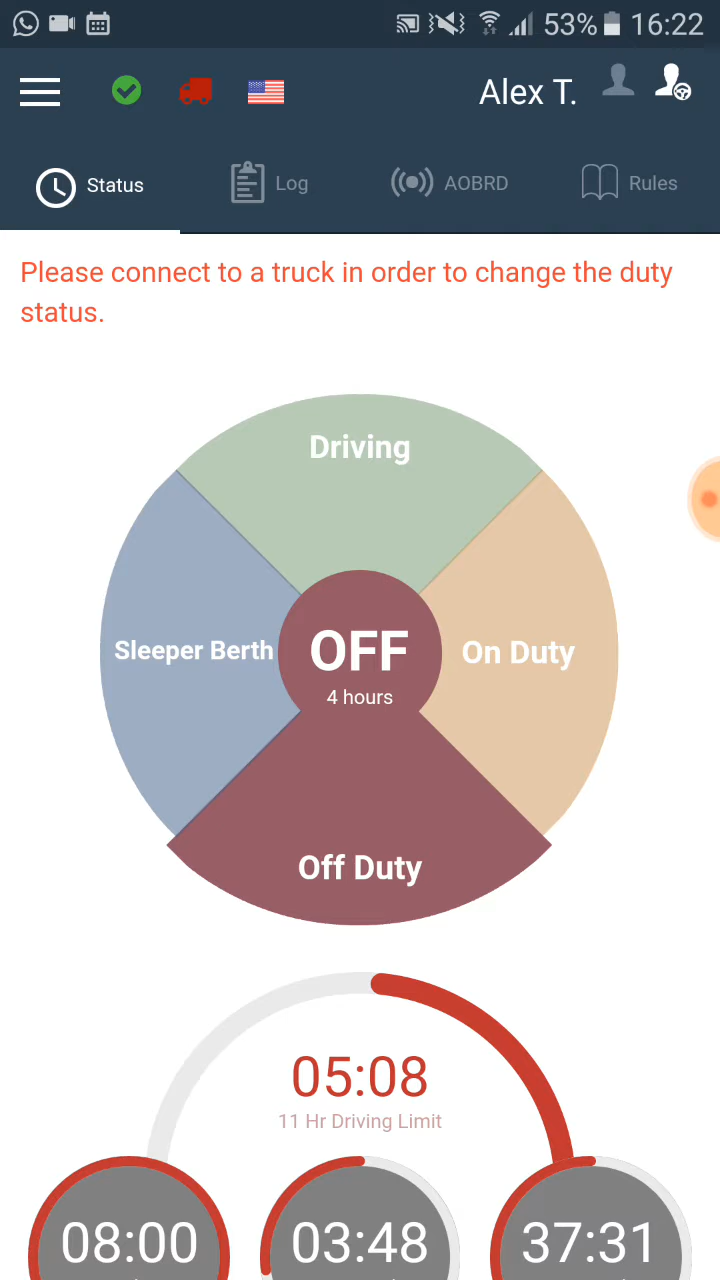 53% 16:22
Alex T.
Status Log AOBRD Rules
Please connect to a truck in order to change the duty
status.
Driving
Sleeper Berth OFF On Duty
4 hours
Off Duty
05:08
11 Hr Driving Limit
08:00 03:48 37:31